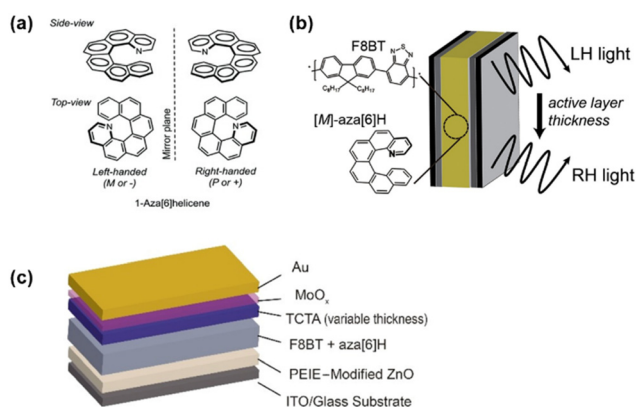 (a)
Side-view
N
N
Top-view
N
N
Mirror plane
Left-handed
(M or -)
Right-handed
(P or +)
1-Aza[6]helicene
(b)
F8BT
N S N
C8H17 C8H17
[M]-aza[6]H
N
LH light
active layer
thickness
RH light
(c)
Au
MoOx
TCTA (variable thickness)
F8BT + aza[6]H
PEIE–Modified ZnO
ITO/Glass Substrate